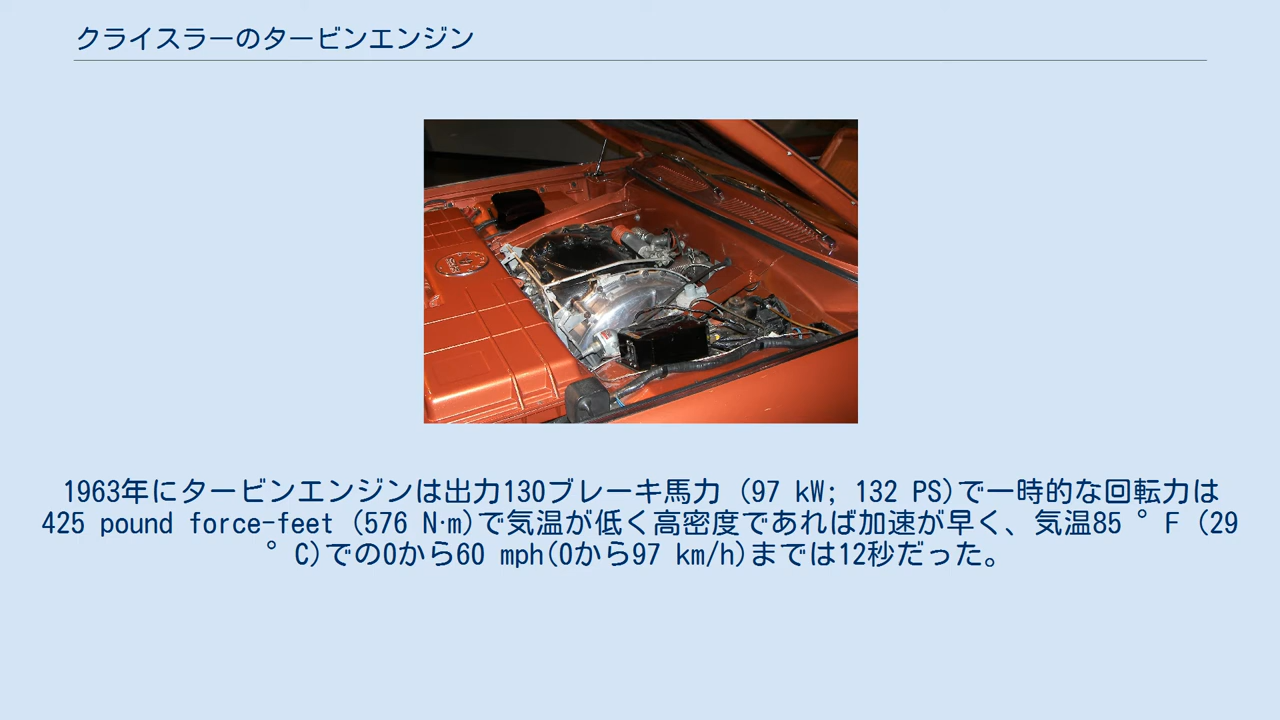 クライスラーのタービンエンジン
1963年にタービンエンジンは出力130ブレーキ馬力 (97 kW; 132 PS)で一時的な回転力は
425 pound force-feet (576 N·m)で気温が低く高密度であれば加速が早く、気温85 °F (29
°C)での0から60 mph(0から97 km/h)までは12秒だった。